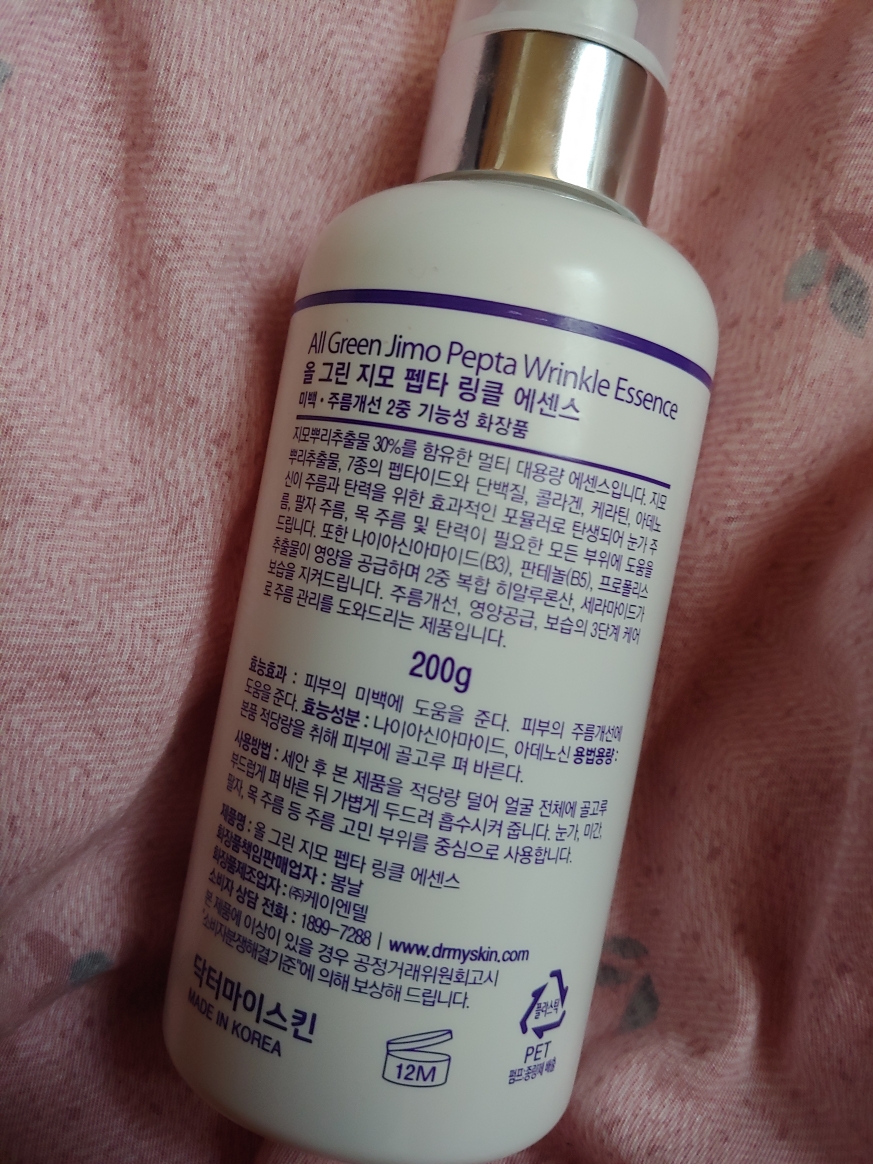 All Green Jimo Pepta Wrinkle Essence
올 그린 지모 펩타 링클 에센스
미백 • 주름개선 2중 기능성 화장품
지모뿌리추출물 30%를 함유한 멀티 대용량 에센스입니다. 지모
뿌리추출물, 7종의 펩타이드와 단백질, 콜라겐, 케라틴, 아데노
신이 주름과 탄력을 위한 효과적인 포뮬러로 탄생되어 눈가 주
름, 팔자 주름, 목 주름 및 탄력이 필요한 모든 부위에 도움을
드립니다. 또한 나이아신아마이드(B3), 판테놀(B5), 프로폴리스
추출물이 영양을 공급하며 2중 복합 히알루론산, 세라마이드가
보습을 지켜드립니다. 주름개선, 영양공급, 보습의 3단계 케어
로 주름 관리를 도와드리는 제품입니다.
200g
효능효과 : 피부의 미백에 도움을 준다. 피부의 주름개선에
도움을 준다. 효능성분 : 나이아신아마이드, 아데노신 용법용량 :
본품 적당량을 취해 피부에 골고루 펴 바른다.
사용방법 : 세안 후 본 제품을 적당량 덜어 얼굴 전체에 골고루
부드럽게 펴 바른 뒤 가볍게 두드려 흡수시켜 줍니다. 눈가, 미간,
팔자, 목 주름 등 주름 고민 부위를 중심으로 사용합니다.
제품명 : 올 그린 지모 펩타 링클 에센스
화장품책임판매업자 : 봄날
화장품제조업자 : ㈜케이엔델
소비자 상담 전화 : 1899-7288 | www.drmyskin.com
본 제품에 이상이 있을 경우 공정거래위원회고시
"소비자분쟁해결기준"에 의해 보상해 드립니다.
닥터마이스킨
MADE IN KOREA
12M
플라스틱
PET
펌프:종량제 배출